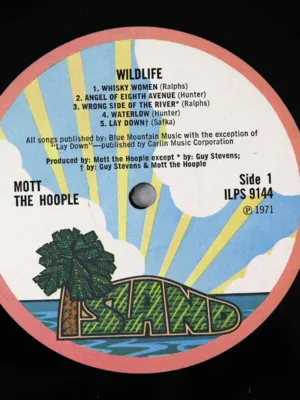 WILDLIFE
1. WHISKY WOMEN (Ralphs)
2. ANGEL OF EIGHTH AVENUE (Hunter)
3. WRONG SIDE OF THE RIVER* (Ralphs)
4. WATERLOW (Hunter)
5. LAY DOWN† (Safka)
All songs published by: Blue Mountain Music with the exception of
"Lay Down"—published by Carlin Music Corporation
Produced by: Mott the Hoople except * by: Guy Stevens;
† by: Guy Stevens & Mott the Hoople
MOTT
THE HOOPLE
Side 1
ILPS 9144
℗ 1971
ISLAND